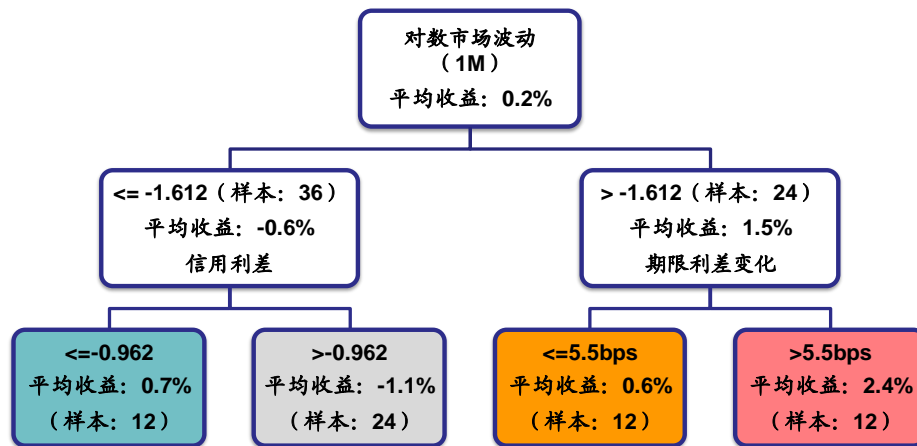 对数市场波动
（1M）
平均收益：0.2%
<= -1.612（样本：36）
平均收益：-0.6%
信用利差
> -1.612（样本：24）
平均收益：1.5%
期限利差变化
<=-0.962
平均收益：0.7%
（样本：12）
>-0.962
平均收益：-1.1%
（样本：24）
<=5.5bps
平均收益：0.6%
（样本：12）
>5.5bps
平均收益：2.4%
（样本：12）